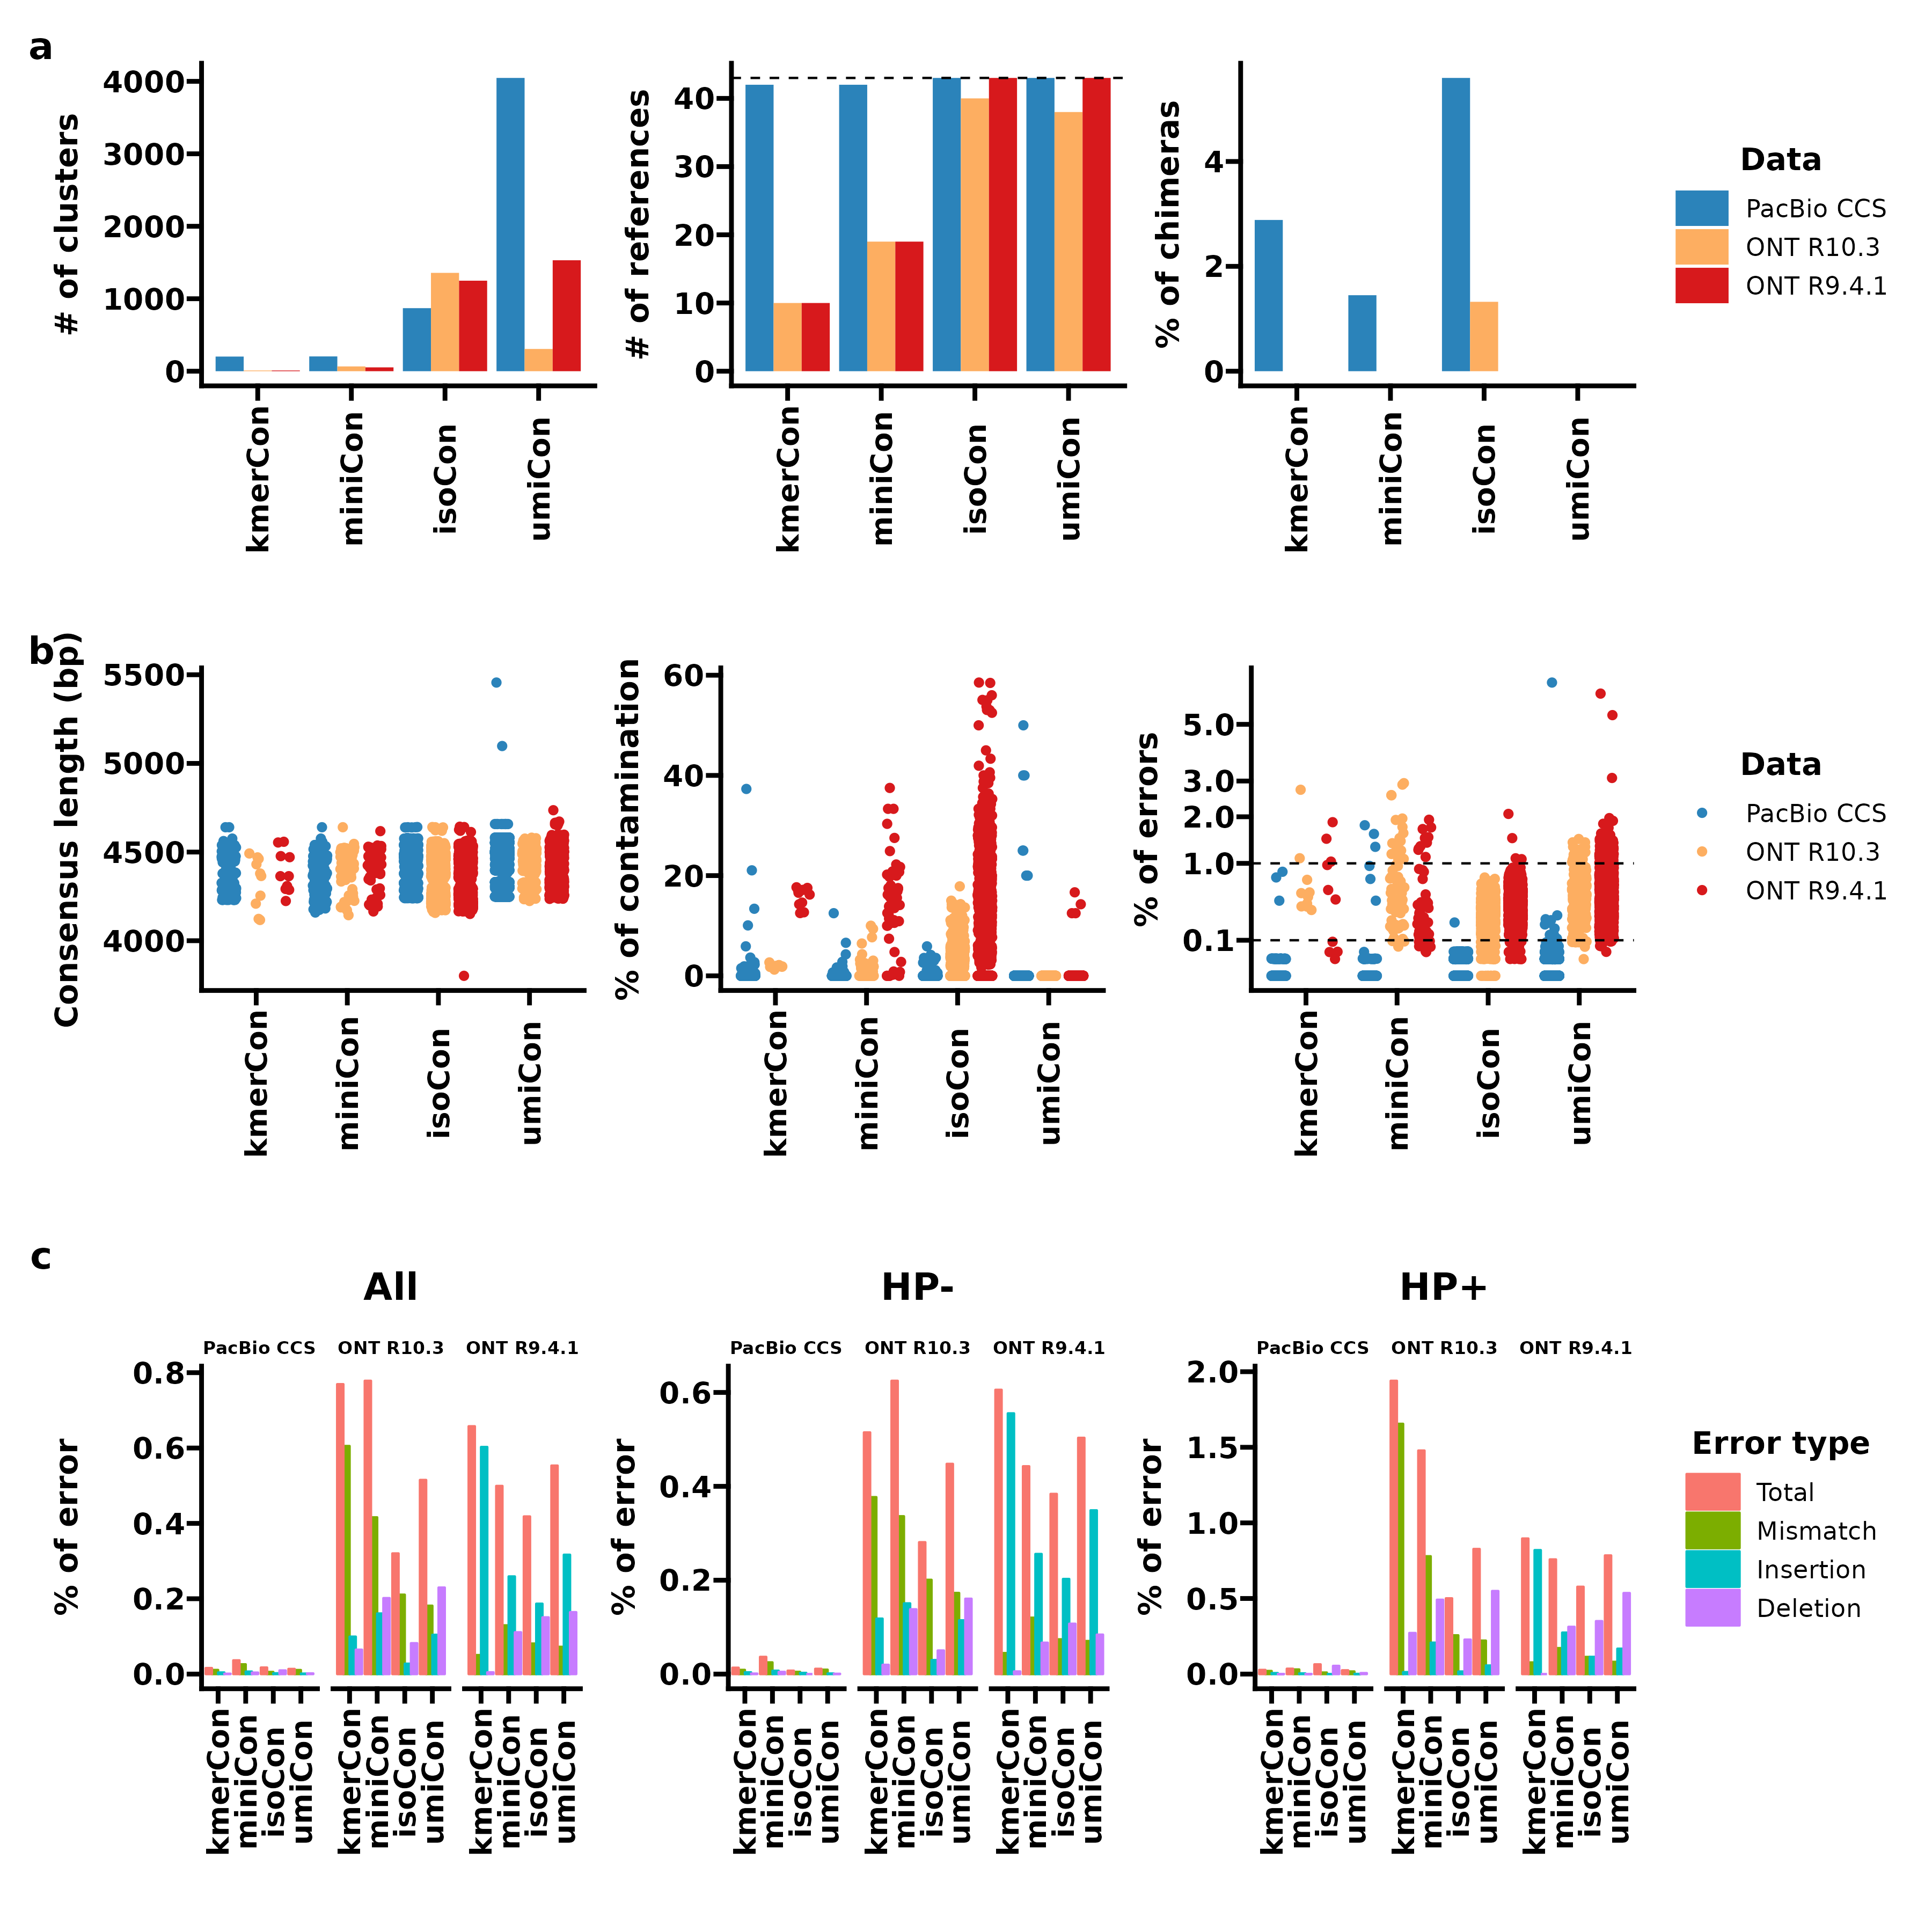 a
# of clusters
4000
3000
2000
1000
0
kmerCon
miniCon
isoCon
umiCon
# of references
40
30
20
10
0
kmerCon
miniCon
isoCon
umiCon
% of chimeras
4
2
0
kmerCon
miniCon
isoCon
umiCon
Data
PacBio CCS
ONT R10.3
ONT R9.4.1
b
Consensus length (bp)
5500
5000
4500
4000
kmerCon
miniCon
isoCon
umiCon
% of contamination
60
40
20
0
kmerCon
miniCon
isoCon
umiCon
% of errors
5.0
3.0
2.0
1.0
0.1
kmerCon
miniCon
isoCon
umiCon
Data
PacBio CCS
ONT R10.3
ONT R9.4.1
c
All
PacBio CCS ONT R10.3 ONT R9.4.1
% of error
0.8
0.6
0.4
0.2
0.0
kmerCon
miniCon
isoCon
umiCon
kmerCon
miniCon
isoCon
umiCon
kmerCon
miniCon
isoCon
umiCon
HP-
PacBio CCS ONT R10.3 ONT R9.4.1
% of error
0.6
0.4
0.2
0.0
kmerCon
miniCon
isoCon
umiCon
kmerCon
miniCon
isoCon
umiCon
kmerCon
miniCon
isoCon
umiCon
HP+
PacBio CCS ONT R10.3 ONT R9.4.1
% of error
2.0
1.5
1.0
0.5
0.0
kmerCon
miniCon
isoCon
umiCon
kmerCon
miniCon
isoCon
umiCon
kmerCon
miniCon
isoCon
umiCon
Error type
Total
Mismatch
Insertion
Deletion